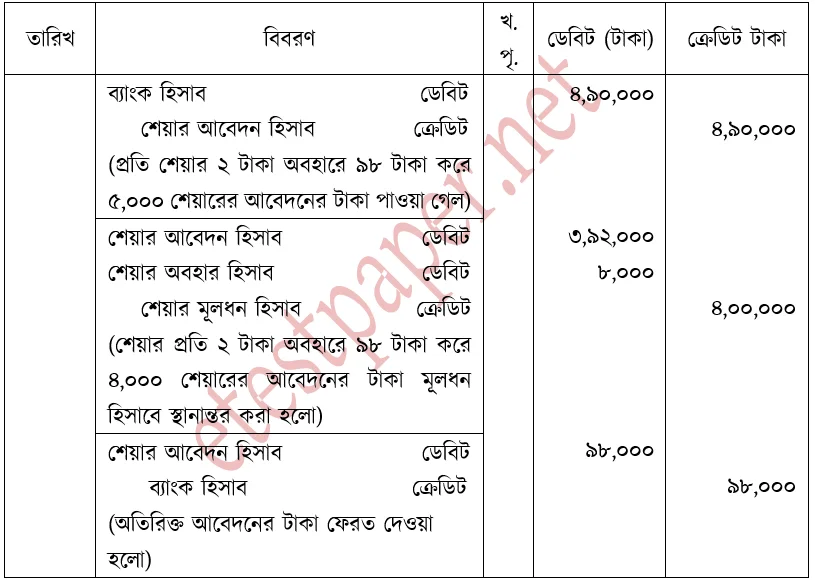 তারিখ বিবরণ খ. পৃ. ডেবিট (টাকা) ক্রেডিট টাকা
ব্যাংক হিসাব ডেবিট ৪,৯০,০০০
শেয়ার আবেদন হিসাব ক্রেডিট ৪,৯০,০০০
(প্রতি শেয়ার ২ টাকা অবহারে ৯৮ টাকা করে
৫,০০০ শেয়ারের আবেদনের টাকা পাওয়া গেল)
শেয়ার আবেদন হিসাব ডেবিট ৩,৯২,০০০
শেয়ার অবহার হিসাব ডেবিট ৮,০০০
শেয়ার মূলধন হিসাব ক্রেডিট ৪,০০,০০০
(শেয়ার প্রতি ২ টাকা অবহারে ৯৮ টাকা করে
৪,০০০ শেয়ারের আবেদনের টাকা মূলধন
হিসাবে স্থানান্তর করা হলো)
শেয়ার আবেদন হিসাব ডেবিট ৯৮,০০০
ব্যাংক হিসাব ক্রেডিট ৯৮,০০০
(অতিরিক্ত আবেদনের টাকা ফেরত দেওয়া
হলো)
etestpaper.net